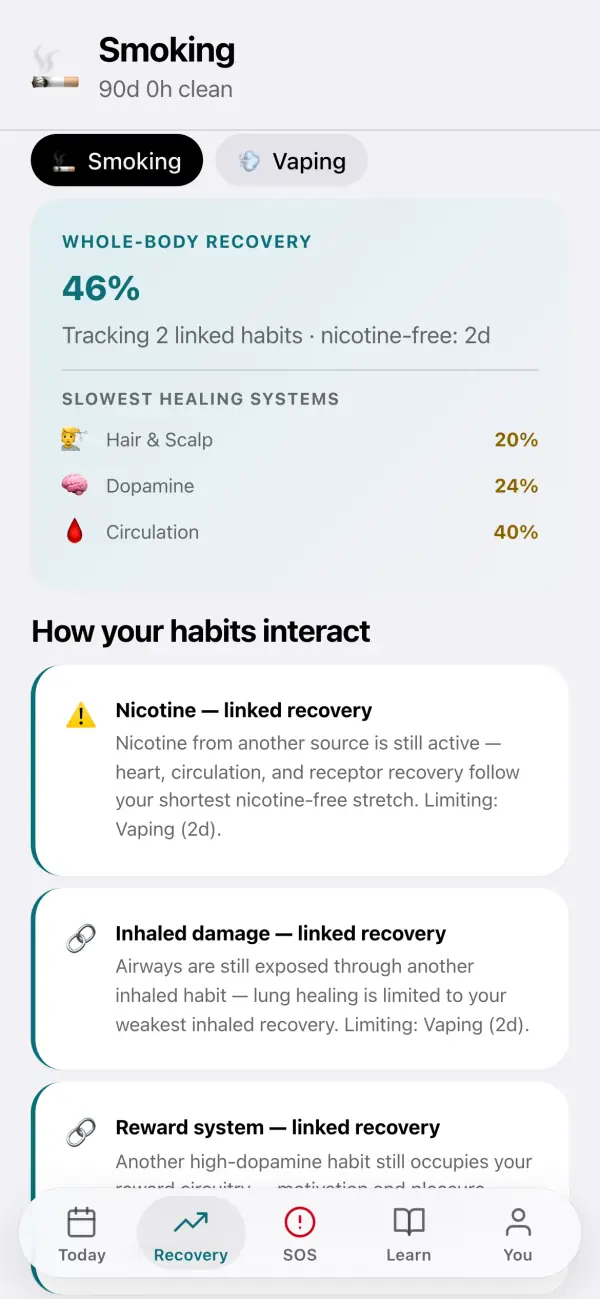 Smoking
90d 0h clean
Smoking
Vaping
WHOLE-BODY RECOVERY
46%
Tracking 2 linked habits · nicotine-free: 2d
SLOWEST HEALING SYSTEMS
Hair & Scalp 20%
Dopamine 24%
Circulation 40%
How your habits interact
Nicotine — linked recovery
Nicotine from another source is still active —
heart, circulation, and receptor recovery follow
your shortest nicotine-free stretch. Limiting:
Vaping (2d).
Inhaled damage — linked recovery
Airways are still exposed through another
inhaled habit — lung healing is limited to your
weakest inhaled recovery. Limiting: Vaping (2d).
Reward system — linked recovery
Another high-dopamine habit still occupies your
reward circuitry — motivation and pleasure
Today
Recovery
SOS
Learn
You